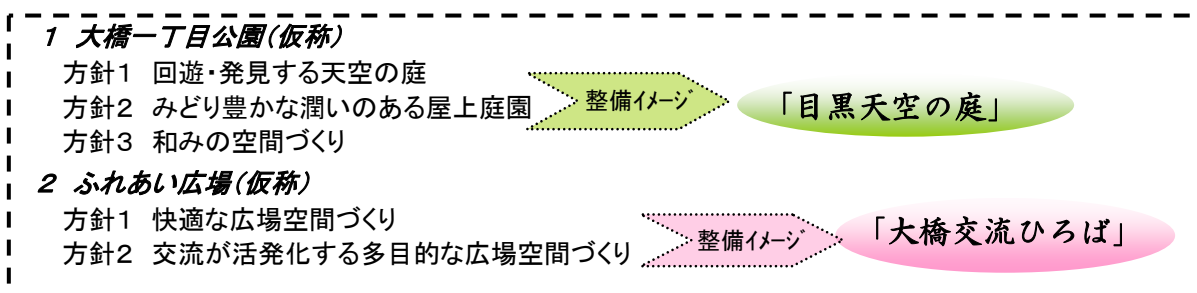 1 大橋一丁目公園(仮称)
方針1 回遊・発見する天空の庭
方針2 みどり豊かな潤いのある屋上庭園
方針3 和みの空間づくり
整備イメージ
「目黒天空の庭」
2 ふれあい広場(仮称)
方針1 快適な広場空間づくり
方針2 交流が活発化する多目的な広場空間づくり
整備イメージ
「大橋交流ひろば」